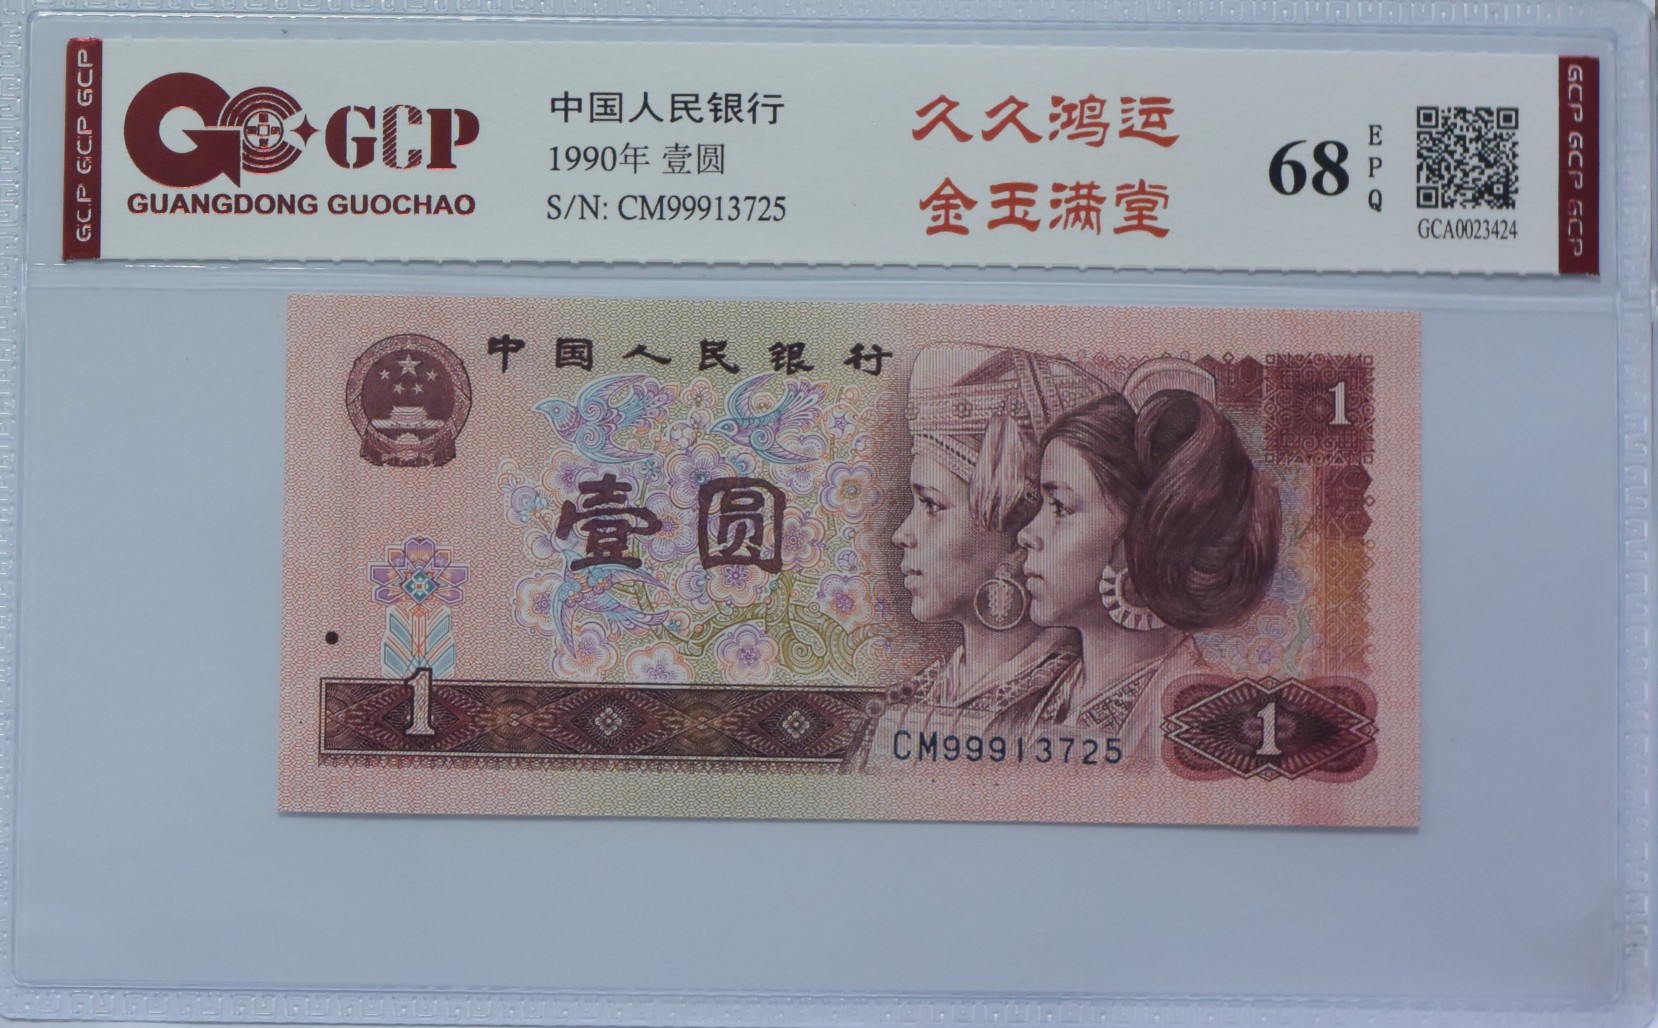 GCP GCP GCP
GCP
GUANGDONG GUOCHAO
中国人民银行
1990年 壹圆
S/N: CM99913725
久久鸿运
金玉满堂
68
EPQ
GCA0023424
GCP GCP GCP
中国人民银行
1
壹圆
1
CM99913725
1